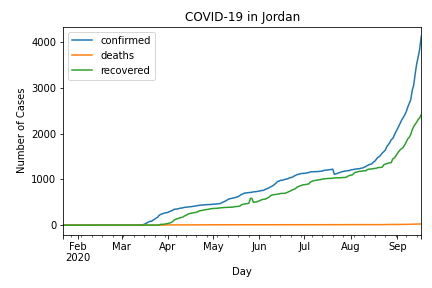 COVID-19 in Jordan
confirmed
deaths
recovered
Number of Cases
4000
3000
2000
1000
0
Feb Mar Apr May Jun Jul Aug Sep
2020
Day